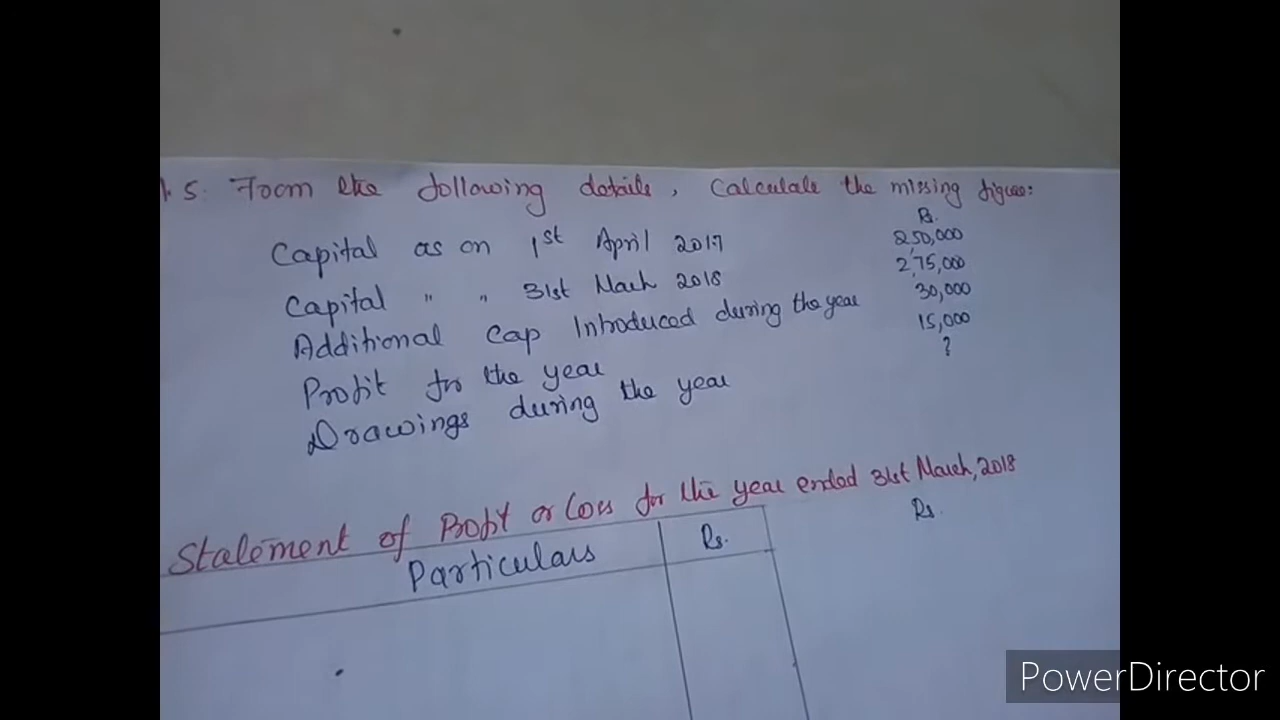 5. From the following details, calculate the missing figure:
Rs.
Capital as on 1st April 2017 250,000
Capital " " 31st March 2018 2,75,000
Additional Cap Introduced during the year 30,000
Profit for the year 15,000
Drawings during the year ?
Statement of Profit or Loss for the year ended 31st March, 2018
Particulars Rs. Rs.
PowerDirector